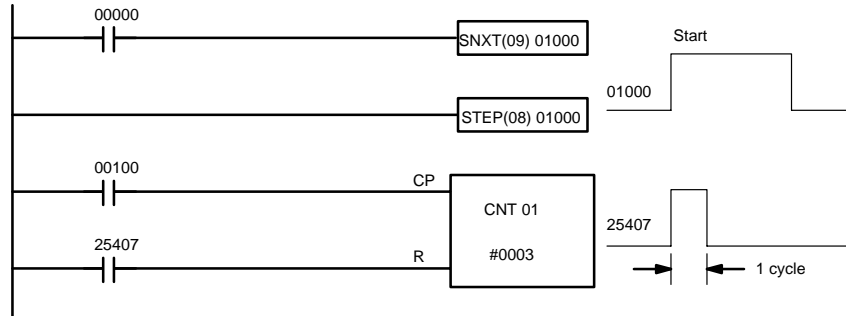 00000
SNXT(09) 01000
Start
01000
STEP(08) 01000
00100
CP
CNT 01
25407
25407
R
#0003
1 cycle